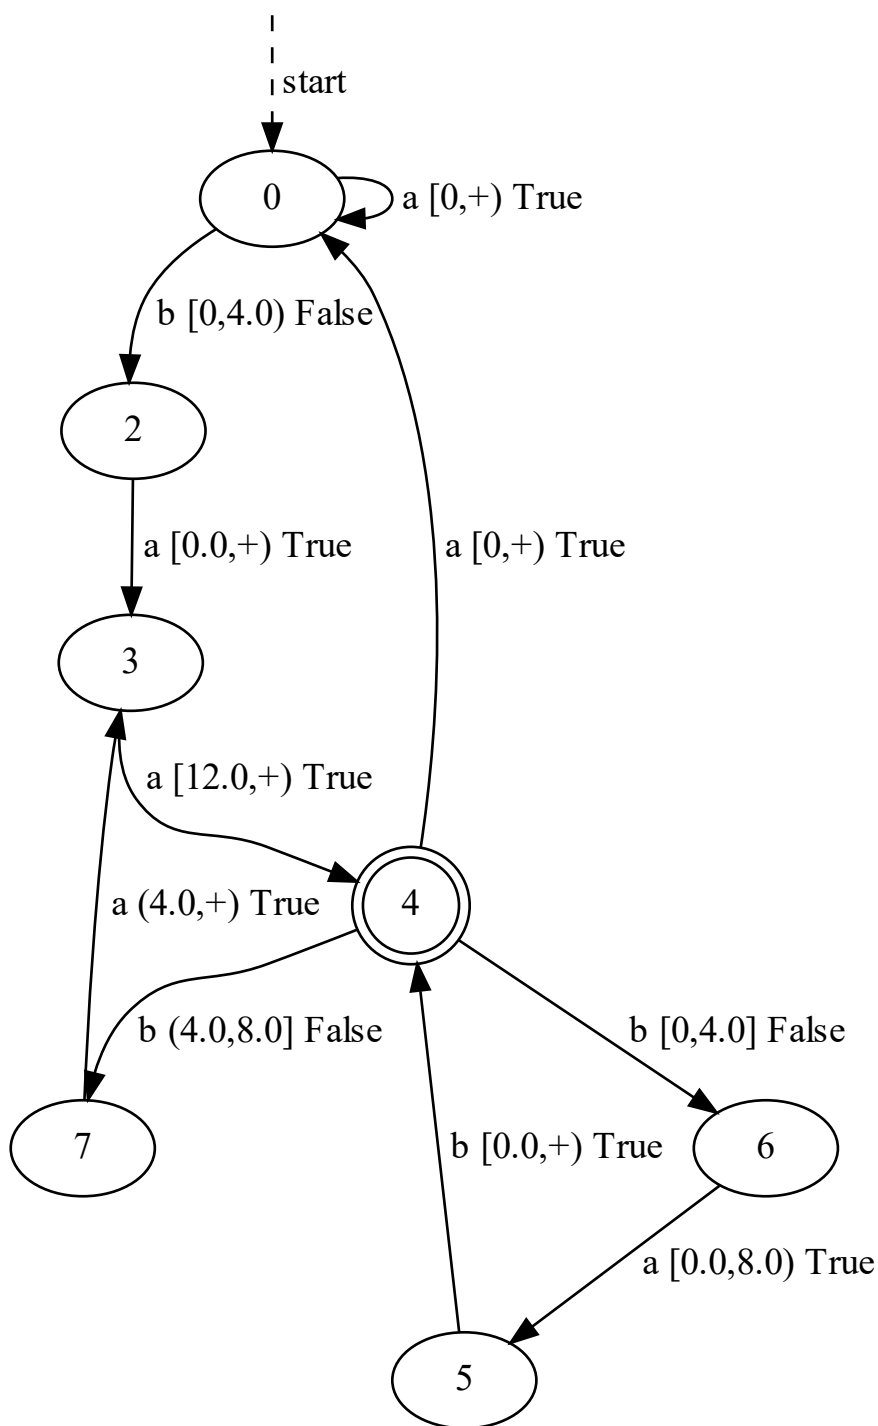 start
0
a [0,+) True
b [0,4.0) False
2
a [0.0,+) True
a [0,+) True
3
a [12.0,+) True
a (4.0,+) True
4
b (4.0,8.0] False
b [0,4.0] False
7
b [0.0,+) True
6
a [0.0,8.0) True
5